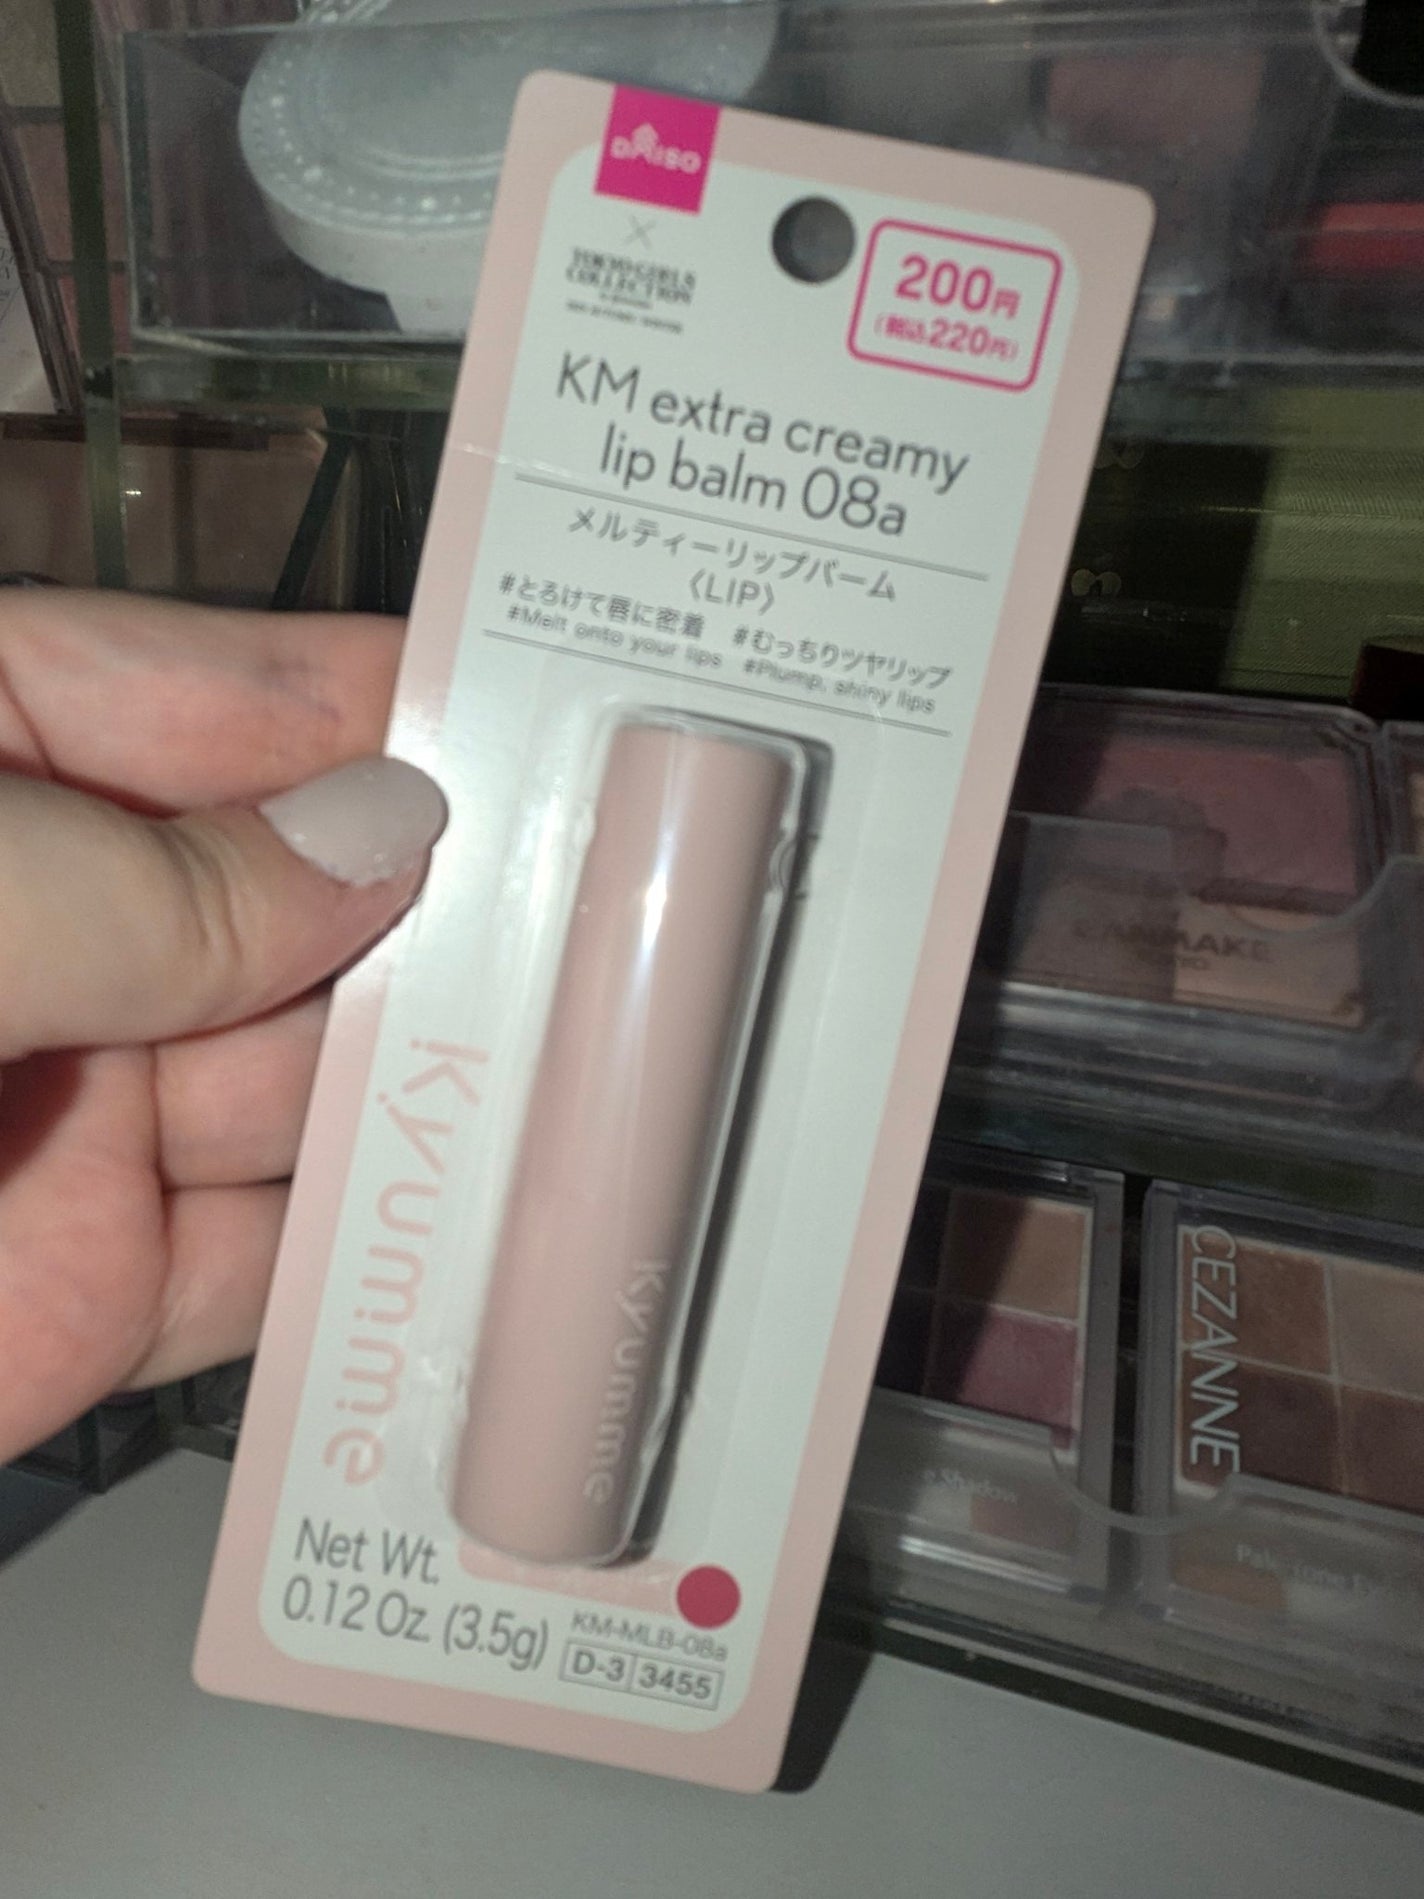 DAISO
×
TOKYO GIRLS
COLLECTION
200円
(税込220円)
KM extra creamy
lip balm 08a
メルティーリップバーム
〈LIP〉
#とろけて唇に密着 #むっちりツヤリップ
#Melt onto your lips #Plump, shiny lips
Kyumme
Kyumme
Net Wt.
0.12 Oz. (3.5g)
KM-MLB-08a
D-3 3455
CANMAKE
TOKYO
CEZANNE
Shadow